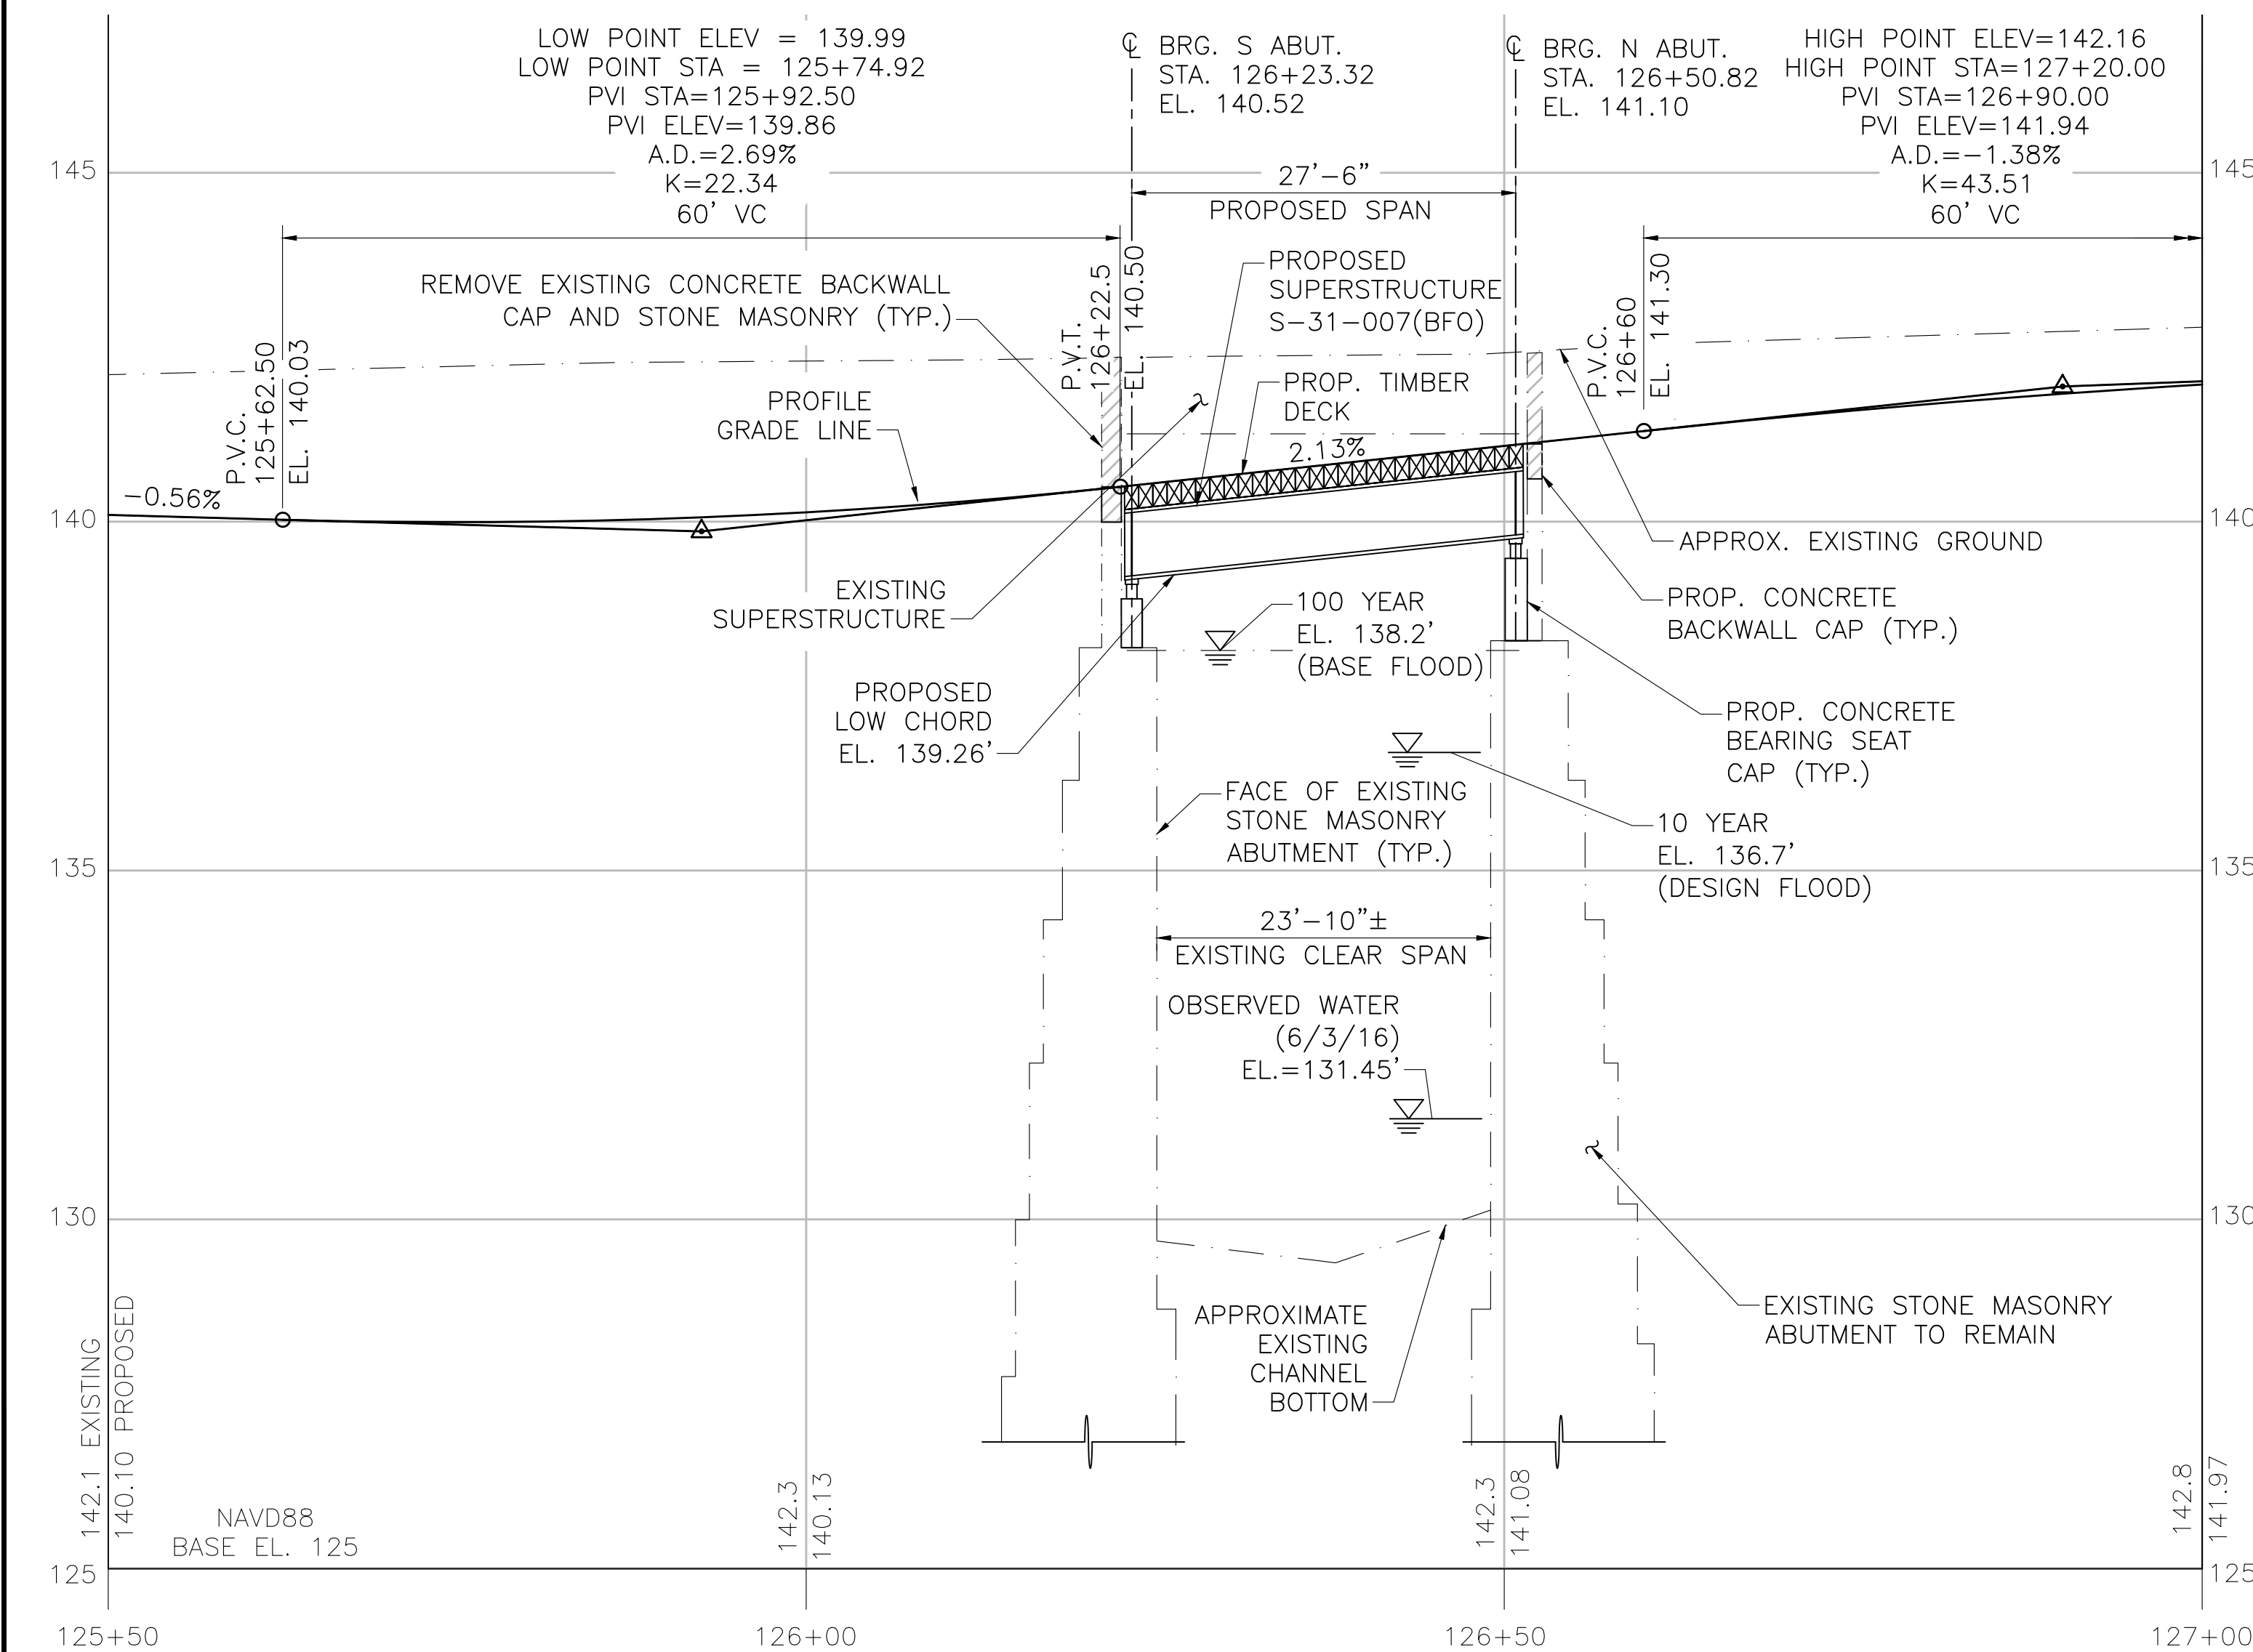 LOW POINT ELEV = 139.99
LOW POINT STA = 125+74.92
PVI STA=125+92.50
PVI ELEV=139.86
A.D.=2.69%
K=22.34
60' VC
℄ BRG. S ABUT.
STA. 126+23.32
EL. 140.52
℄ BRG. N ABUT.
STA. 126+50.82
EL. 141.10
HIGH POINT ELEV=142.16
HIGH POINT STA=127+20.00
PVI STA=126+90.00
PVI ELEV=141.94
A.D.=-1.38%
K=43.51
60' VC
145
145
27'-6"
PROPOSED SPAN
REMOVE EXISTING CONCRETE BACKWALL
CAP AND STONE MASONRY (TYP.)
P.V.T.
126+22.5
EL. 140.50
PROPOSED
SUPERSTRUCTURE
S-31-007(BFO)
P.V.C.
126+60
EL. 141.30
P.V.C.
125+62.50
EL. 140.03
PROFILE
GRADE LINE
PROP. TIMBER
DECK
2.13%
-0.56%
140
140
APPROX. EXISTING GROUND
EXISTING
SUPERSTRUCTURE
100 YEAR
EL. 138.2'
(BASE FLOOD)
PROP. CONCRETE
BACKWALL CAP (TYP.)
PROPOSED
LOW CHORD
EL. 139.26'
PROP. CONCRETE
BEARING SEAT
CAP (TYP.)
FACE OF EXISTING
STONE MASONRY
ABUTMENT (TYP.)
10 YEAR
EL. 136.7'
(DESIGN FLOOD)
135
135
23'-10"±
EXISTING CLEAR SPAN
OBSERVED WATER
(6/3/16)
EL.=131.45'
130
130
APPROXIMATE
EXISTING
CHANNEL
BOTTOM
EXISTING STONE MASONRY
ABUTMENT TO REMAIN
142.1 EXISTING
140.10 PROPOSED
NAVD88
BASE EL. 125
142.3
140.13
142.3
141.08
142.8
141.97
125
125
125+50
126+00
126+50
127+00